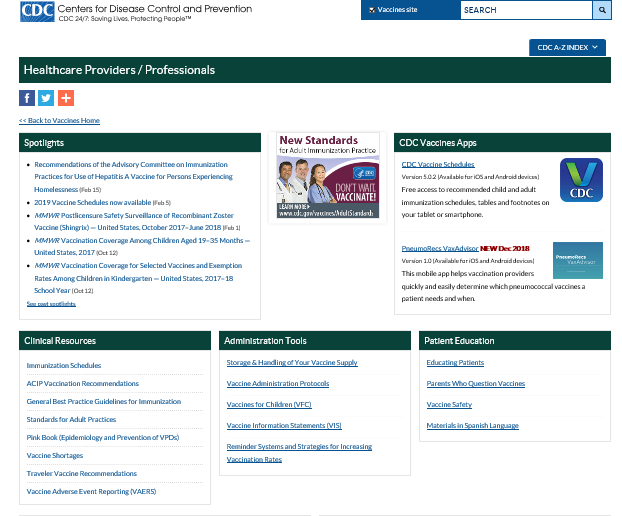 CDC
Centers for Disease Control and Prevention
CDC 24/7: Saving Lives, Protecting People™
Vaccines site
SEARCH
CDC A-Z INDEX
Healthcare Providers / Professionals
<< Back to Vaccines Home
Spotlights
Recommendations of the Advisory Committee on Immunization
Practices for Use of Hepatitis A Vaccine for Persons Experiencing
Homelessness (Feb 15)
2019 Vaccine Schedules now available (Feb 5)
MMWR Postlicensure Safety Surveillance of Recombinant Zoster
Vaccine (Shingrix) — United States, October 2017–June 2018 (Feb 1)
MMWR Vaccination Coverage Among Children Aged 19–35 Months —
United States, 2017 (Oct 12)
MMWR Vaccination Coverage for Selected Vaccines and Exemption
Rates Among Children in Kindergarten — United States, 2017–18
School Year (Oct 12)
See past spotlights
New Standards
for Adult Immunization Practice
CDC
DON'T WAIT.
VACCINATE!
LEARN MORE
www.cdc.gov/vaccines/AdultStandards
CDC Vaccines Apps
CDC Vaccine Schedules
Version 5.0.2 (Available for iOS and Android devices)
Free access to recommended child and adult
immunization schedules, tables and footnotes on
your tablet or smartphone.
CDC
PneumoRecs VaxAdvisor NEW Dec 2018
Version 1.0 (Available for iOS and Android devices)
This mobile app helps vaccination providers
quickly and easily determine which pneumococcal vaccines a
patient needs and when.
PneumoRecs
VaxAdvisor
Clinical Resources
Immunization Schedules
ACIP Vaccination Recommendations
General Best Practice Guidelines for Immunization
Standards for Adult Practices
Pink Book (Epidemiology and Prevention of VPDs)
Vaccine Shortages
Traveler Vaccine Recommendations
Vaccine Adverse Event Reporting (VAERS)
Administration Tools
Storage & Handling of Your Vaccine Supply
Vaccine Administration Protocols
Vaccines for Children (VFC)
Vaccine Information Statements (VIS)
Reminder Systems and Strategies for Increasing
Vaccination Rates
Patient Education
Educating Patients
Parents Who Question Vaccines
Vaccine Safety
Materials in Spanish Language